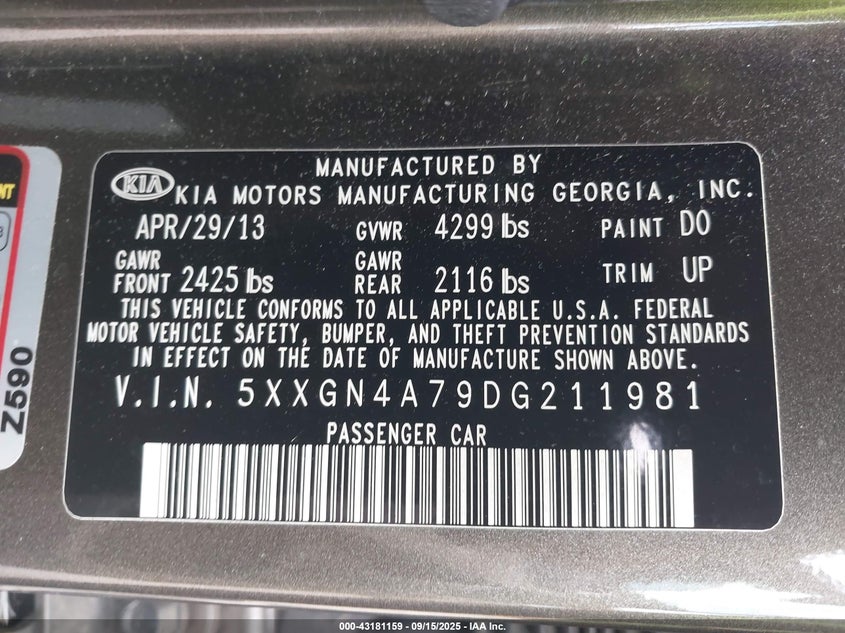 MANUFACTURED BY
KIA KIA MOTORS MANUFACTURING GEORGIA, INC.
APR/29/13 GVWR 4299 lbs PAINT D0
GAWR FRONT 2425 lbs GAWR REAR 2116 lbs TRIM UP
THIS VEHICLE CONFORMS TO ALL APPLICABLE U.S.A. FEDERAL
MOTOR VEHICLE SAFETY, BUMPER, AND THEFT PREVENTION STANDARDS
IN EFFECT ON THE DATE OF MANUFACTURE SHOWN ABOVE.
V.I.N. 5XXGN4A79DG211981
PASSENGER CAR
Z590
000-43181159 - 09/15/2025 - IAA Inc.